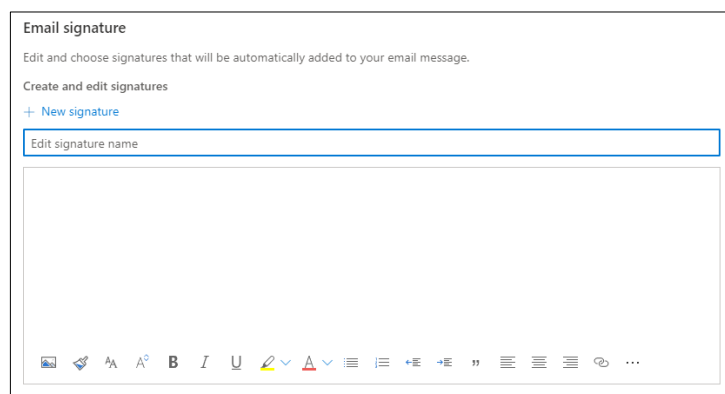 Email signature
Edit and choose signatures that will be automatically added to your email message.
Create and edit signatures
+ New signature
Edit signature name